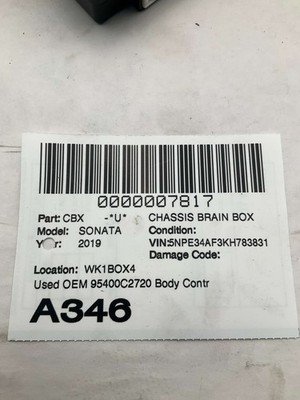 0000007817
Part: CBX -*U* CHASSIS BRAIN BOX
Model: SONATA Condition:
Year: 2019 VIN:5NPE34AF3KH783831
Damage Code:
Location: WK1BOX4
Used OEM 95400C2720 Body Contr
A346